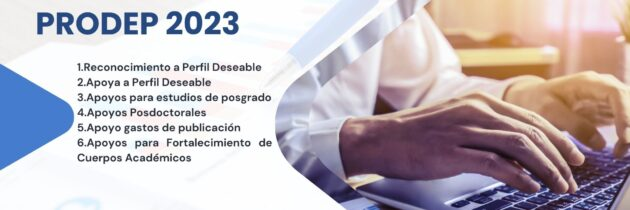 PRODEP 2023
1.Reconocimiento a Perfil Deseable
2.Apoya a Perfil Deseable
3.Apoyos para estudios de posgrado
4.Apoyos Posdoctorales
5.Apoyo gastos de publicación
6.Apoyos para Fortalecimiento de
Cuerpos Académicos